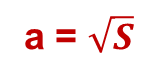 a = √S